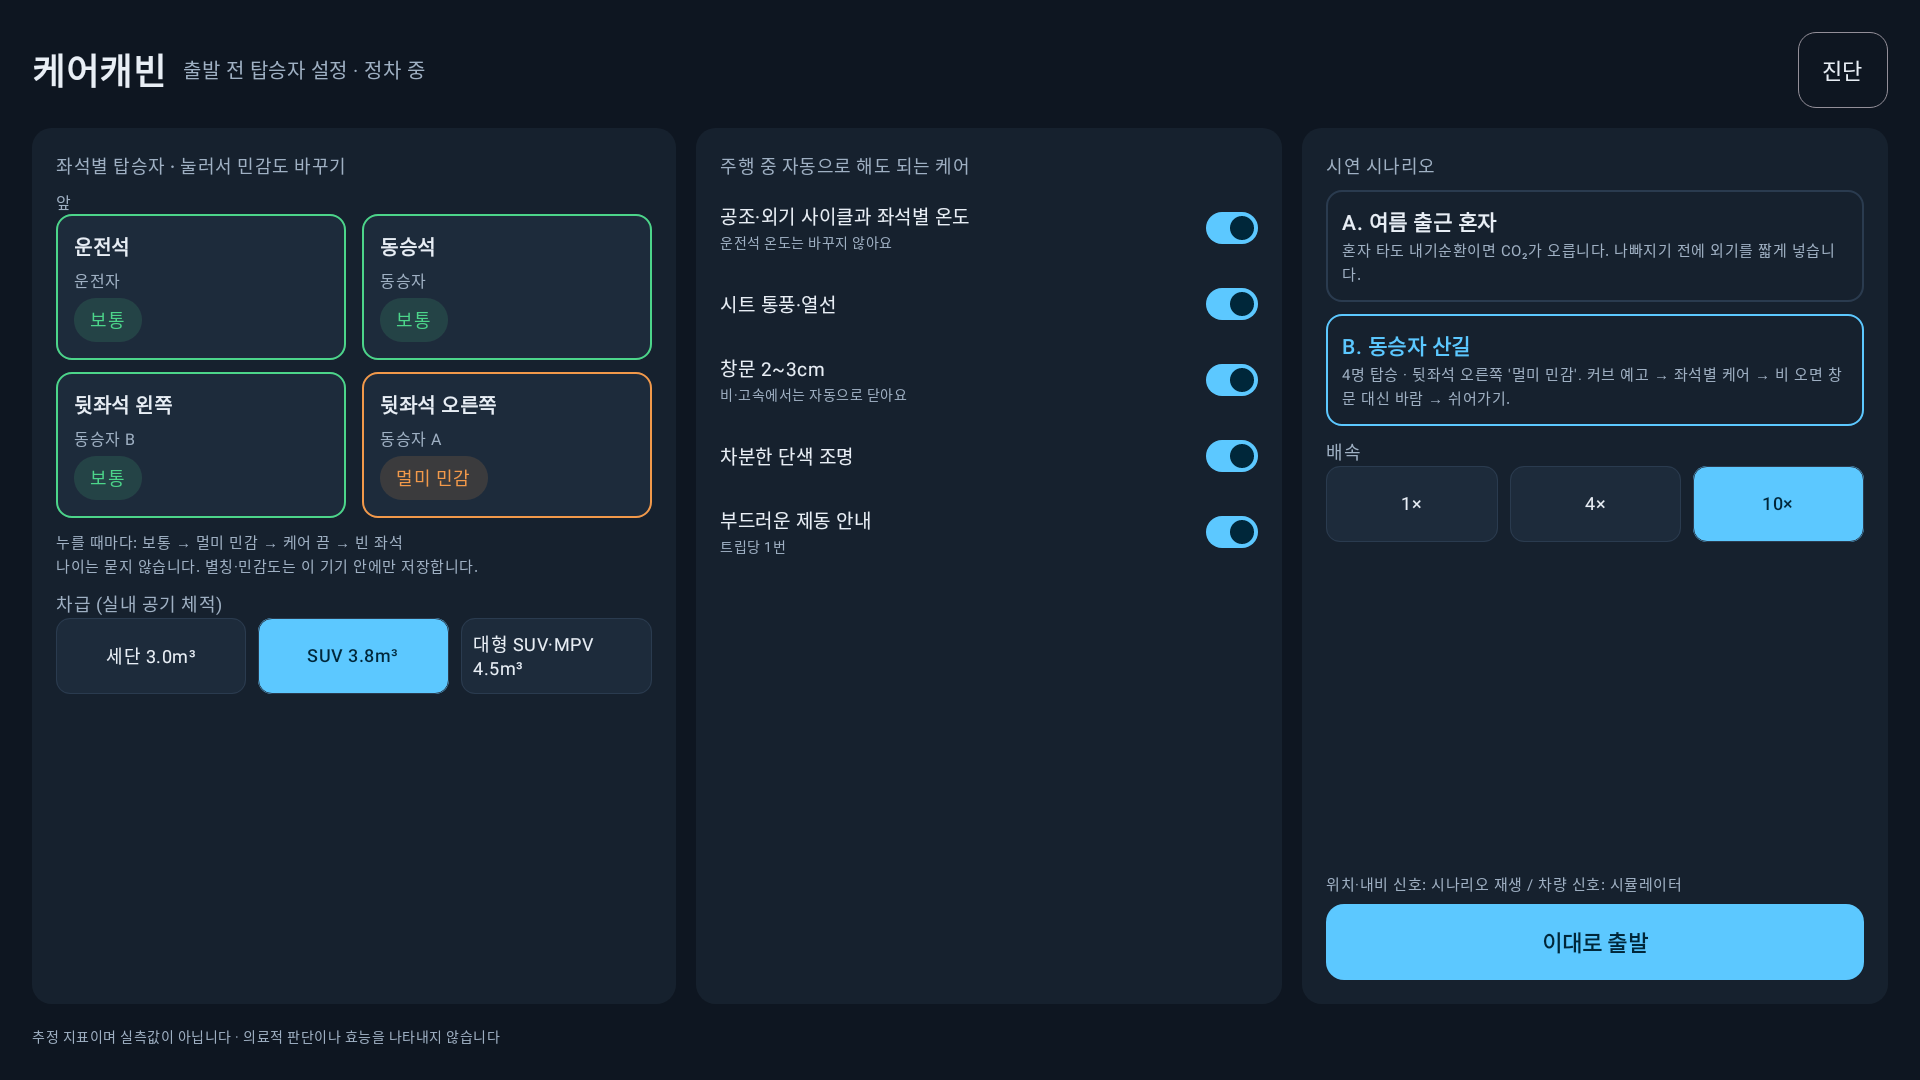 케어캐빈
출발 전 탑승자 설정 · 정차 중
진단
좌석별 탑승자 · 눌러서 민감도 바꾸기
앞
운전석
운전자
보통
동승석
동승자
보통
뒷좌석 왼쪽
동승자 B
보통
뒷좌석 오른쪽
동승자 A
멀미 민감
누를 때마다: 보통 → 멀미 민감 → 케어 끔 → 빈 좌석
나이는 묻지 않습니다. 별칭·민감도는 이 기기 안에만 저장합니다.
차급 (실내 공기 체적)
세단 3.0m³
SUV 3.8m³
대형 SUV·MPV
4.5m³
주행 중 자동으로 해도 되는 케어
공조·외기 사이클과 좌석별 온도
운전석 온도는 바꾸지 않아요
시트 통풍·열선
창문 2~3cm
비·고속에서는 자동으로 닫아요
차분한 단색 조명
부드러운 제동 안내
트립당 1번
시연 시나리오
A. 여름 출근 혼자
혼자 타도 내기순환이면 CO₂가 오릅니다. 나빠지기 전에 외기를 짧게 넣습니
다.
B. 동승자 산길
4명 탑승 · 뒷좌석 오른쪽 '멀미 민감'. 커브 예고 → 좌석별 케어 → 비 오면 창
문 대신 바람 → 쉬어가기.
배속
1×
4×
10×
위치·내비 신호: 시나리오 재생 / 차량 신호: 시뮬레이터
이대로 출발
추정 지표이며 실측값이 아닙니다 · 의료적 판단이나 효능을 나타내지 않습니다